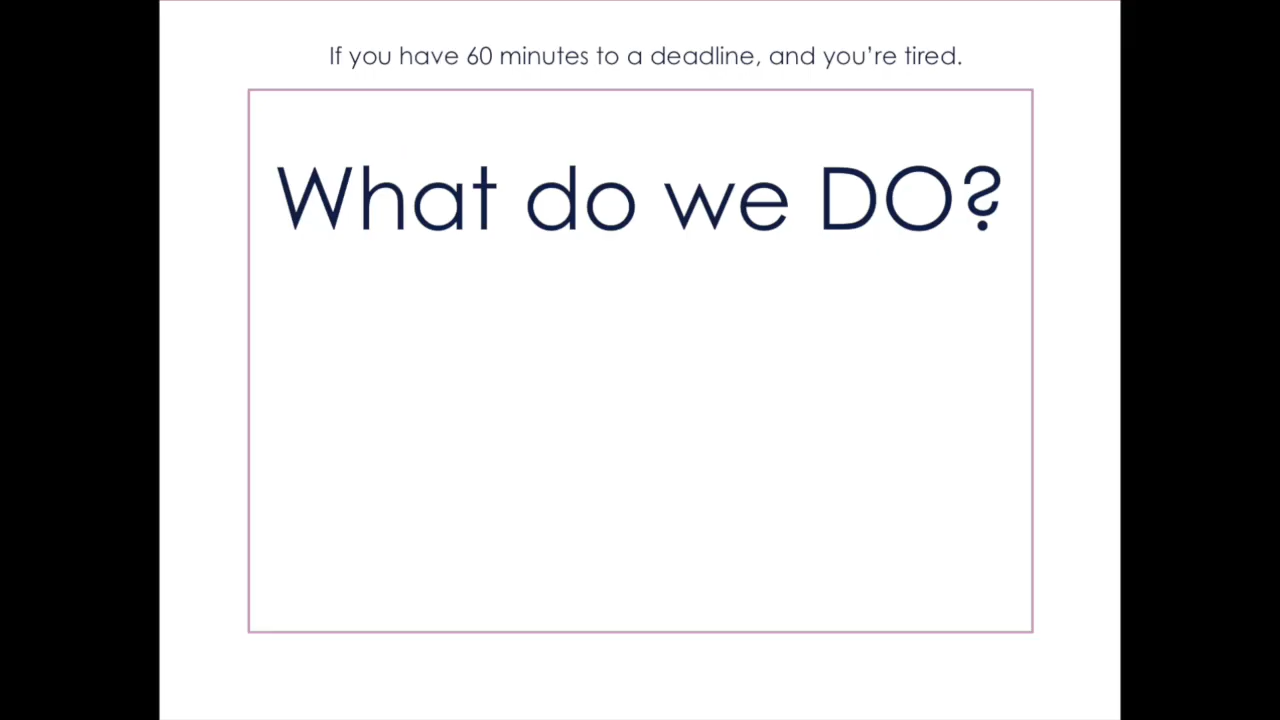 If you have 60 minutes to a deadline, and you’re tired.
What do we DO?